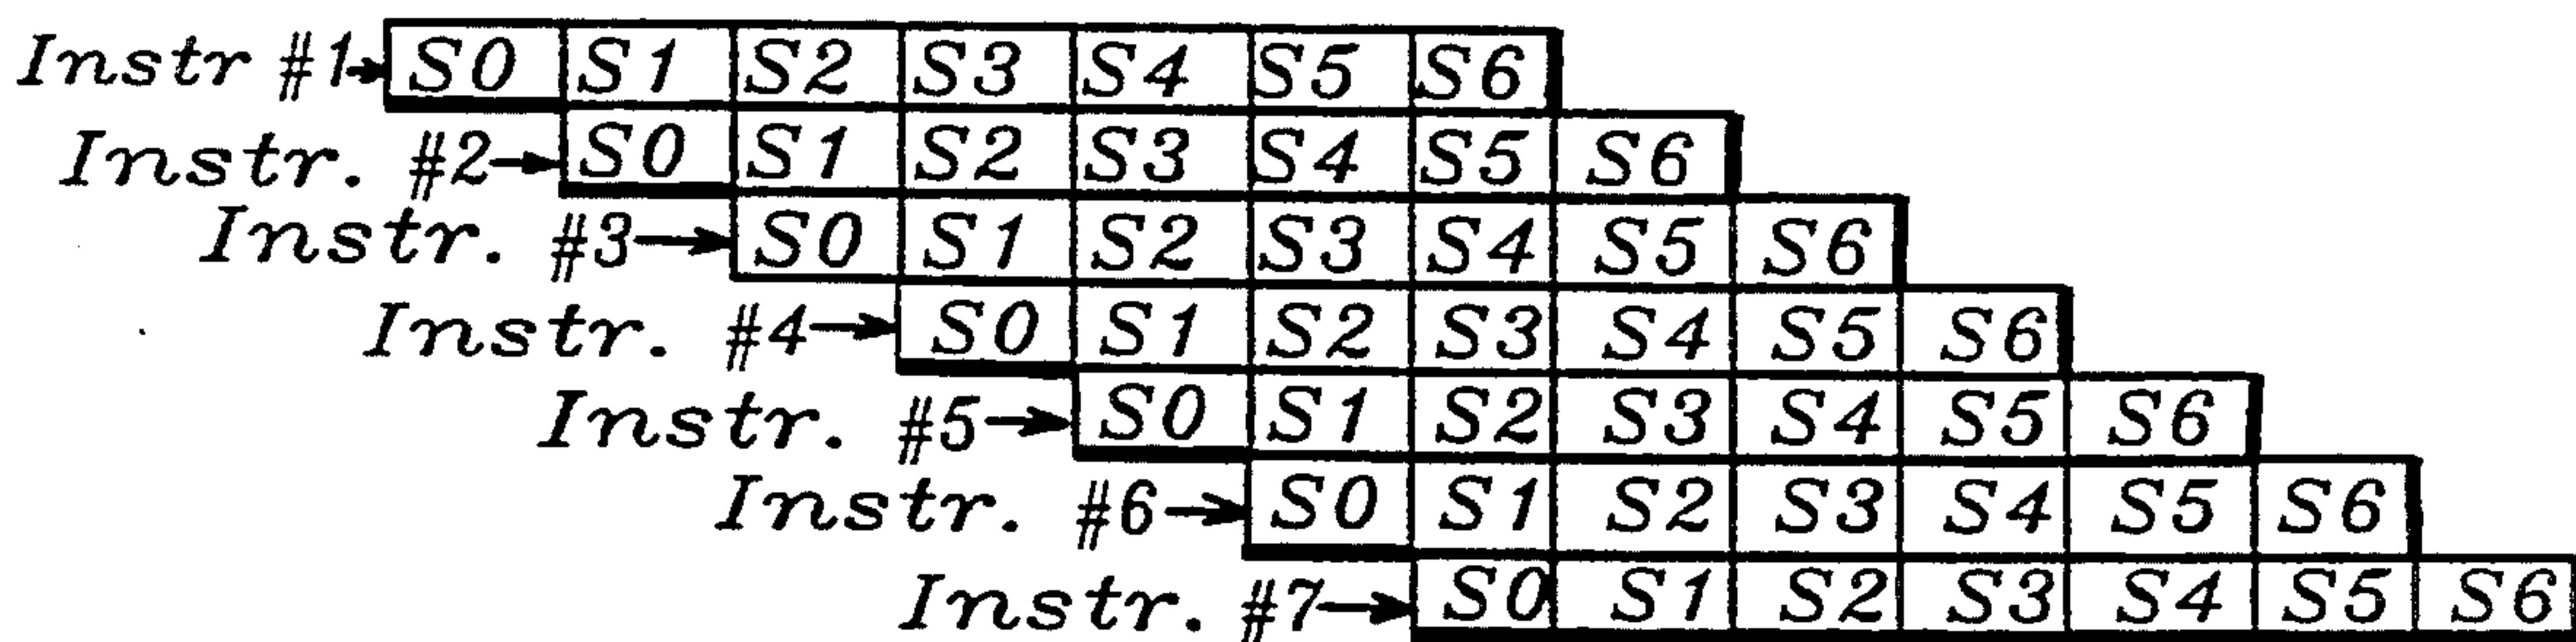 Instr #1 S0 S1 S2 S3 S4 S5 S6
Instr. #2 S0 S1 S2 S3 S4 S5 S6
Instr. #3 S0 S1 S2 S3 S4 S5 S6
Instr. #4 S0 S1 S2 S3 S4 S5 S6
Instr. #5 S0 S1 S2 S3 S4 S5 S6
Instr. #6 S0 S1 S2 S3 S4 S5 S6
Instr. #7 S0 S1 S2 S3 S4 S5 S6